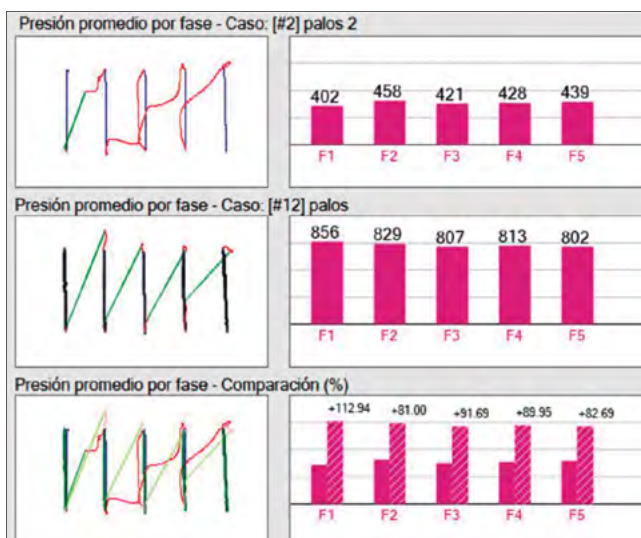 Presión promedio por fase - Caso: [#2] palos 2
402 458 421 428 439
F1 F2 F3 F4 F5
Presión promedio por fase - Caso: [#12] palos
856 829 807 813 802
F1 F2 F3 F4 F5
Presión promedio por fase - Comparación (%)
+112.94 +81.00 +91.69 +89.95 +82.69
F1 F2 F3 F4 F5